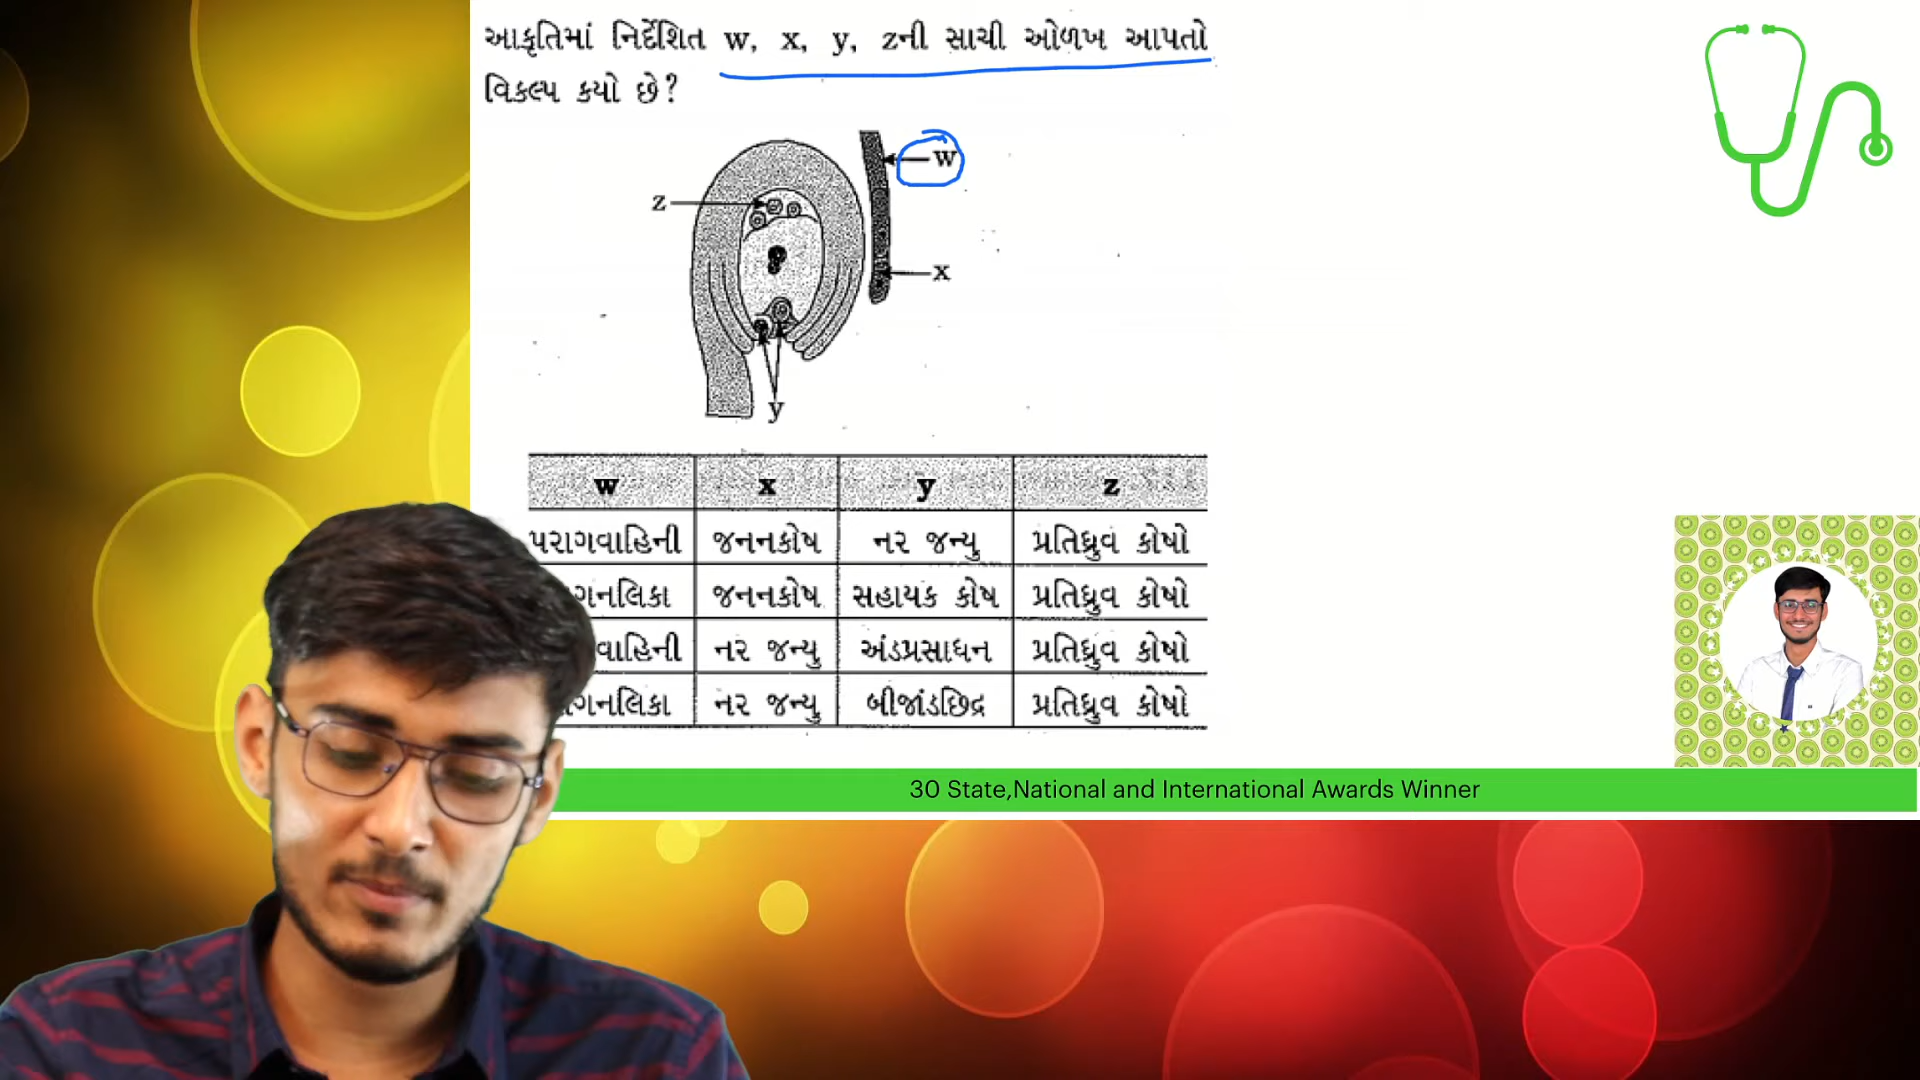 આકૃતિમાં નિર્દેશિત w, x, y, zની સાચી ઓળખ આપતો
વિકલ્પ કયો છે?
w
z
x
y
w x y z
પરાગવાહિની જનનકોષ નર જન્યુ પ્રતિધ્રુવ કોષો
જનનકોષ સહાયક કોષ પ્રતિધ્રુવ કોષો
નર જન્યુ અંડપ્રસાધન પ્રતિધ્રુવ કોષો
નર જન્યુ બીજાંડછિદ્ર પ્રતિધ્રુવ કોષો
30 State,National and International Awards Winner